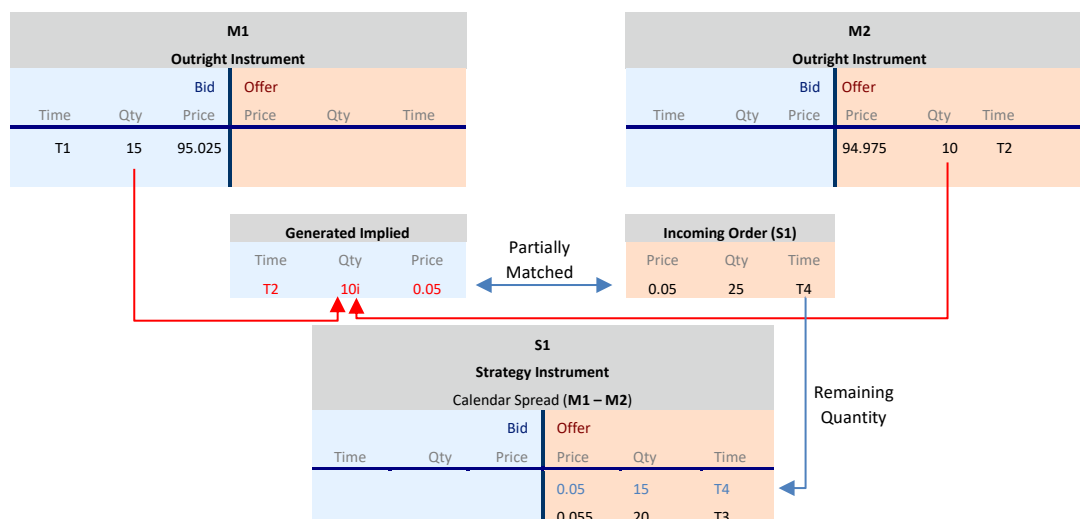 M1
Outright Instrument
Bid Offer
Time Qty Price Price Qty Time
T1 15 95.025
M2
Outright Instrument
Bid Offer
Time Qty Price Price Qty Time
94.975 10 T2
Generated Implied
Time Qty Price
T2 10i 0.05
Partially
Matched
Incoming Order (S1)
Price Qty Time
0.05 25 T4
S1
Strategy Instrument
Calendar Spread (M1 – M2)
Bid Offer
Time Qty Price Price Qty Time
0.05 15 T4
0.055 20 T3
Remaining
Quantity